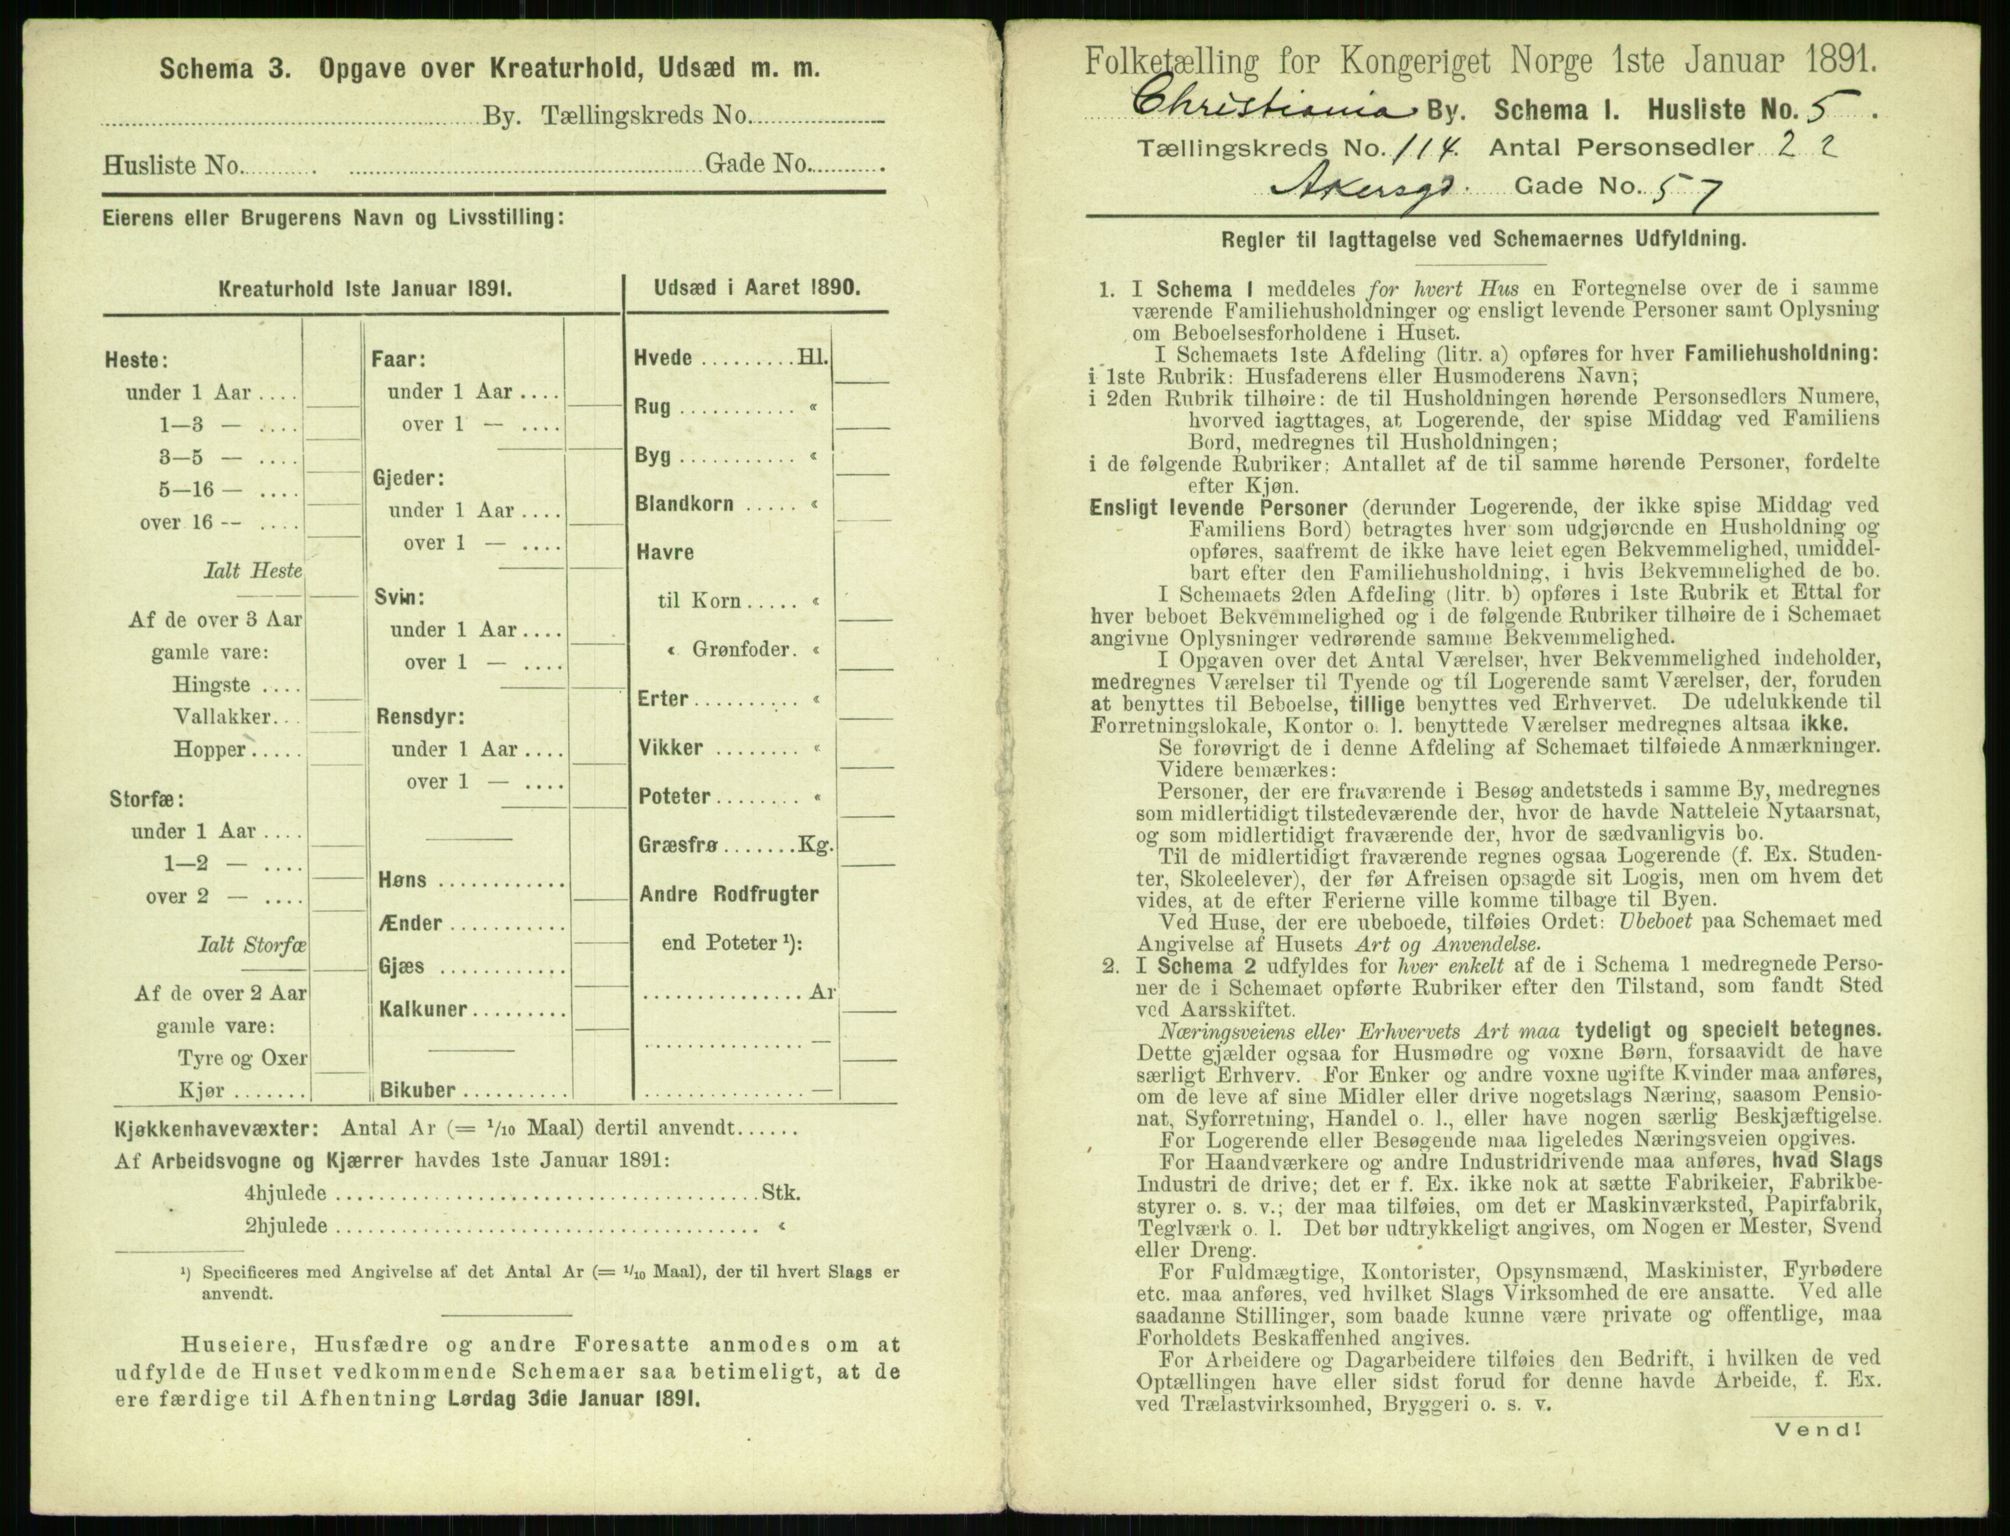 Schema 3. Opgave over Kreaturhold, Udsæd m. m.
By. Tællingskreds No.
Husliste No. Gade No.
Eierens eller Brugerens Navn og Livsstilling:
Kreaturhold 1ste Januar 1891.
Heste:
under 1 Aar ....
1—3 — ....
3—5 — ....
5—16 — ....
over 16 -- ....
Ialt Heste
Af de over 3 Aar
gamle vare:
Hingste ....
Vallakker...
Hopper.....
Storfæ:
under 1 Aar ....
1—2 — ....
over 2 — ....
Ialt Storfæ
Af de over 2 Aar
gamle vare:
Tyre og Oxer
Kjør .......
Faar:
under 1 Aar ....
over 1 — ....
Gjeder:
under 1 Aar ....
over 1 — ....
Svin:
under 1 Aar ....
over 1 — ....
Rensdyr:
under 1 Aar ....
over 1 — ....
Høns ............
Ænder ...........
Gjæs ............
Kalkuner.........
Bikuber ..........
Udsæd i Aaret 1890.
Hvede .........Hl.
Rug ........... «
Byg ........... «
Blandkorn ..... «
Havre
til Korn..... «
« Grønfoder. «
Erter .......... «
Vikker ........ «
Poteter........ «
Græsfrø .......Kg.
Andre Rodfrugter
end Poteter ¹):
............... Ar
............... —
............... —
Kjøkkenhavevæxter: Antal Ar (= 1/10 Maal) dertil anvendt......
Af Arbeidsvogne og Kjærrer havdes 1ste Januar 1891:
4hjulede ........................................Stk.
2hjulede ........................................ «
¹) Specificeres med Angivelse af det Antal Ar (= 1/10 Maal), der til hvert Slags er
anvendt.
Huseiere, Husfædre og andre Foresatte anmodes om at
udfylde de Huset vedkommende Schemaer saa betimeligt, at de
ere færdige til Afhentning Lørdag 3die Januar 1891.
Folketælling for Kongeriget Norge 1ste Januar 1891.
Christiania By. Schema 1. Husliste No. 5.
Tællingskreds No. 114. Antal Personsedler 22
Akersgd. Gade No. 57
Regler til Iagttagelse ved Schemaernes Udfyldning.
1. I Schema 1 meddeles for hvert Hus en Fortegnelse over de i samme
værende Familiehusholdninger og ensligt levende Personer samt Oplysning
om Beboelsesforholdene i Huset.
I Schemaets 1ste Afdeling (litr. a) opføres for hver Familiehusholdning:
i 1ste Rubrik: Husfaderens eller Husmoderens Navn;
i 2den Rubrik tilhøire: de til Husholdningen hørende Personsedlers Numere,
hvorved iagttages, at Logerende, der spise Middag ved Familiens
Bord, medregnes til Husholdningen;
i de følgende Rubriker: Antallet af de til samme hørende Personer, fordelte
efter Kjøn.
Ensligt levende Personer (derunder Logerende, der ikke spise Middag ved
Familiens Bord) betragtes hver som udgjørende en Husholdning og
opføres, saafremt de ikke have leiet egen Bekvemmelighed, umiddel-
bart efter den Familiehusholdning, i hvis Bekvemmelighed de bo.
I Schemaets 2den Afdeling (litr. b) opføres i 1ste Rubrik et Ettal for
hver beboet Bekvemmelighed og i de følgende Rubriker tilhøire de i Schemaet
angivne Oplysninger vedrørende samme Bekvemmelighed.
I Opgaven over det Antal Værelser, hver Bekvemmelighed indeholder,
medregnes Værelser til Tyende og til Logerende samt Værelser, der, foruden
at benyttes til Beboelse, tillige benyttes ved Erhvervet. De udelukkende til
Forretningslokale, Kontor o. l. benyttede Værelser medregnes altsaa ikke.
Se forøvrigt de i denne Afdeling af Schemaet tilføiede Anmærkninger.
Videre bemærkes:
Personer, der ere fraværende i Besøg andetsteds i samme By, medregnes
som midlertidigt tilstedeværende der, hvor de havde Natteleie Nytaarsnat,
og som midlertidigt fraværende der, hvor de sædvanligvis bo.
Til de midlertidigt fraværende regnes ogsaa Logerende (f. Ex. Studen-
ter, Skoleelever), der før Afreisen opsagde sit Logis, men om hvem det
vides, at de efter Ferierne ville komme tilbage til Byen.
Ved Huse, der ere ubeboede, tilføies Ordet: Ubeboet paa Schemaet med
Angivelse af Husets Art og Anvendelse.
2. I Schema 2 udfyldes for hver enkelt af de i Schema 1 medregnede Perso-
ner de i Schemaet opførte Rubriker efter den Tilstand, som fandt Sted
ved Aarsskiftet.
Næringsveiens eller Erhvervets Art maa tydeligt og specielt betegnes.
Dette gjælder ogsaa for Husmødre og voxne Børn, forsaavidt de have
særligt Erhverv. For Enker og andre voxne ugifte Kvinder maa anføres,
om de leve af sine Midler eller drive nogetslags Næring, saasom Pensio-
nat, Syforretning, Handel o. l., eller have nogen særlig Beskjæftigelse.
For Logerende eller Besøgende maa ligeledes Næringsveien opgives.
For Haandværkere og andre Industridrivende maa anføres, hvad Slags
Industri de drive; det er f. Ex. ikke nok at sætte Fabrikeier, Fabrikbe-
styrer o. s. v.; der maa tilføies, om det er Maskinværksted, Papirfabrik,
Teglværk o. l. Det bør udtrykkeligt angives, om Nogen er Mester, Svend
eller Dreng.
For Fuldmægtige, Kontorister, Opsynsmænd, Maskinister, Fyrbødere
etc. maa anføres, ved hvilket Slags Virksomhed de ere ansatte. Ved alle
saadanne Stillinger, som baade kunne være private og offentlige, maa
Forholdets Beskaffenhed angives.
For Arbeidere og Dagarbeidere tilføies den Bedrift, i hvilken de ved
Optællingen have eller sidst forud for denne havde Arbeide, f. Ex.
ved Trælastvirksomhed, Bryggeri o. s. v.
Vend!